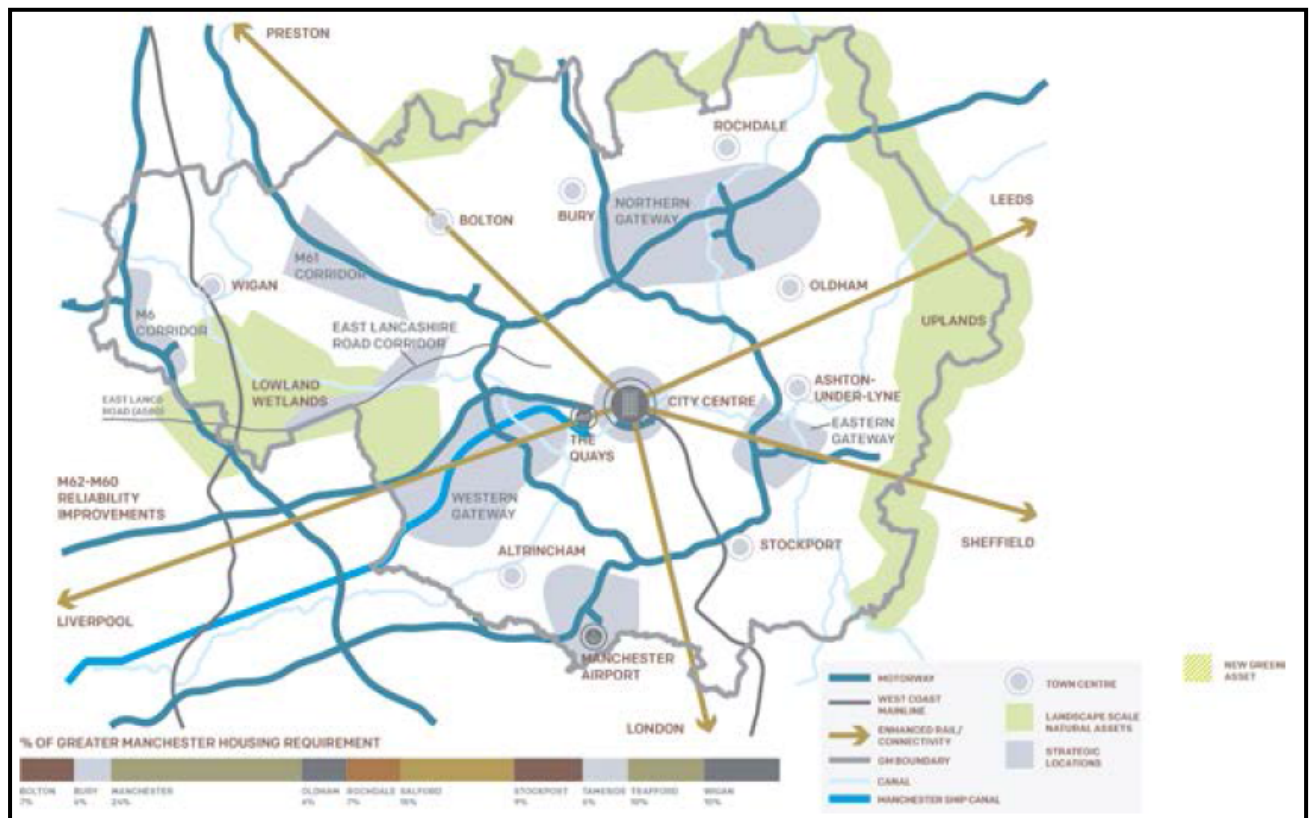 PRESTON
ROCHDALE
LEEDS
BOLTON
BURY
NORTHERN
GATEWAY
M61
CORRIDOR
WIGAN
OLDHAM
M6
CORRIDOR
EAST LANCASHIRE
ROAD CORRIDOR
UPLANDS
LOWLAND
WETLANDS
ASHTON-
UNDER-LYNE
CITY CENTRE
EAST LANCS
ROAD (A580)
EASTERN
GATEWAY
THE
QUAYS
M62-M60
RELIABILITY
IMPROVEMENTS
WESTERN
GATEWAY
SHEFFIELD
STOCKPORT
ALTRINCHAM
LIVERPOOL
MANCHESTER
AIRPORT
LONDON
MOTORWAY
WEST COAST
MAINLINE
ENHANCED RAIL/
CONNECTIVITY
GM BOUNDARY
CANAL
MANCHESTER SHIP CANAL
TOWN CENTRE
LANDSCAPE SCALE
NATURAL ASSETS
STRATEGIC
LOCATIONS
NEW GREEN
ASSET
% OF GREATER MANCHESTER HOUSING REQUIREMENT
BOLTON
7%
BURY
MANCHESTER
24%
OLDHAM
ROCHDALE
7%
SALFORD
STOCKPORT
9%
TAMESIDE
TRAFFORD
10%
WIGAN
10%